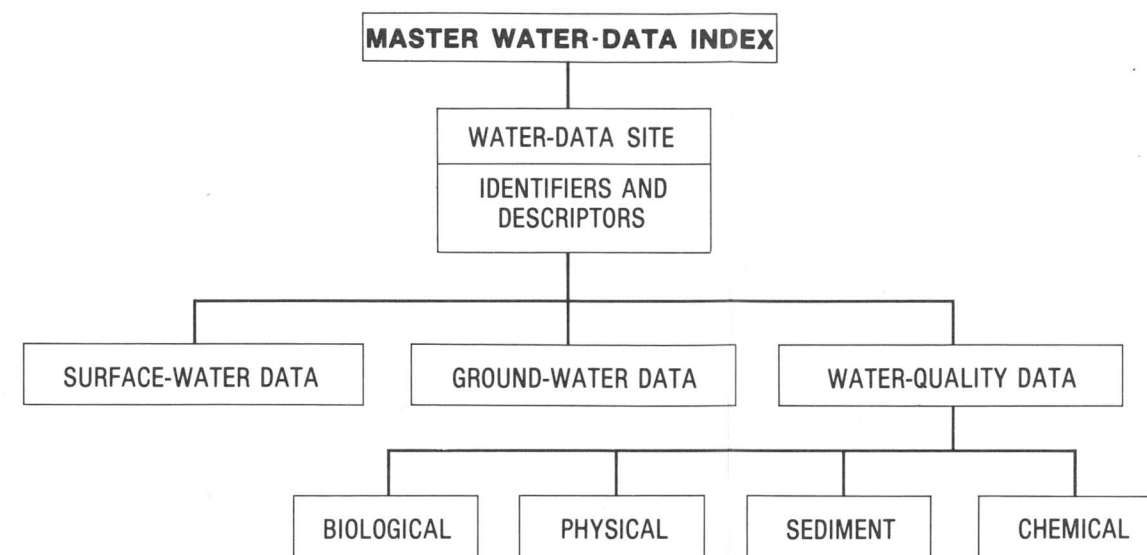 MASTER WATER-DATA INDEX
WATER-DATA SITE
IDENTIFIERS AND
DESCRIPTORS
SURFACE-WATER DATA
GROUND-WATER DATA
WATER-QUALITY DATA
BIOLOGICAL
PHYSICAL
SEDIMENT
CHEMICAL